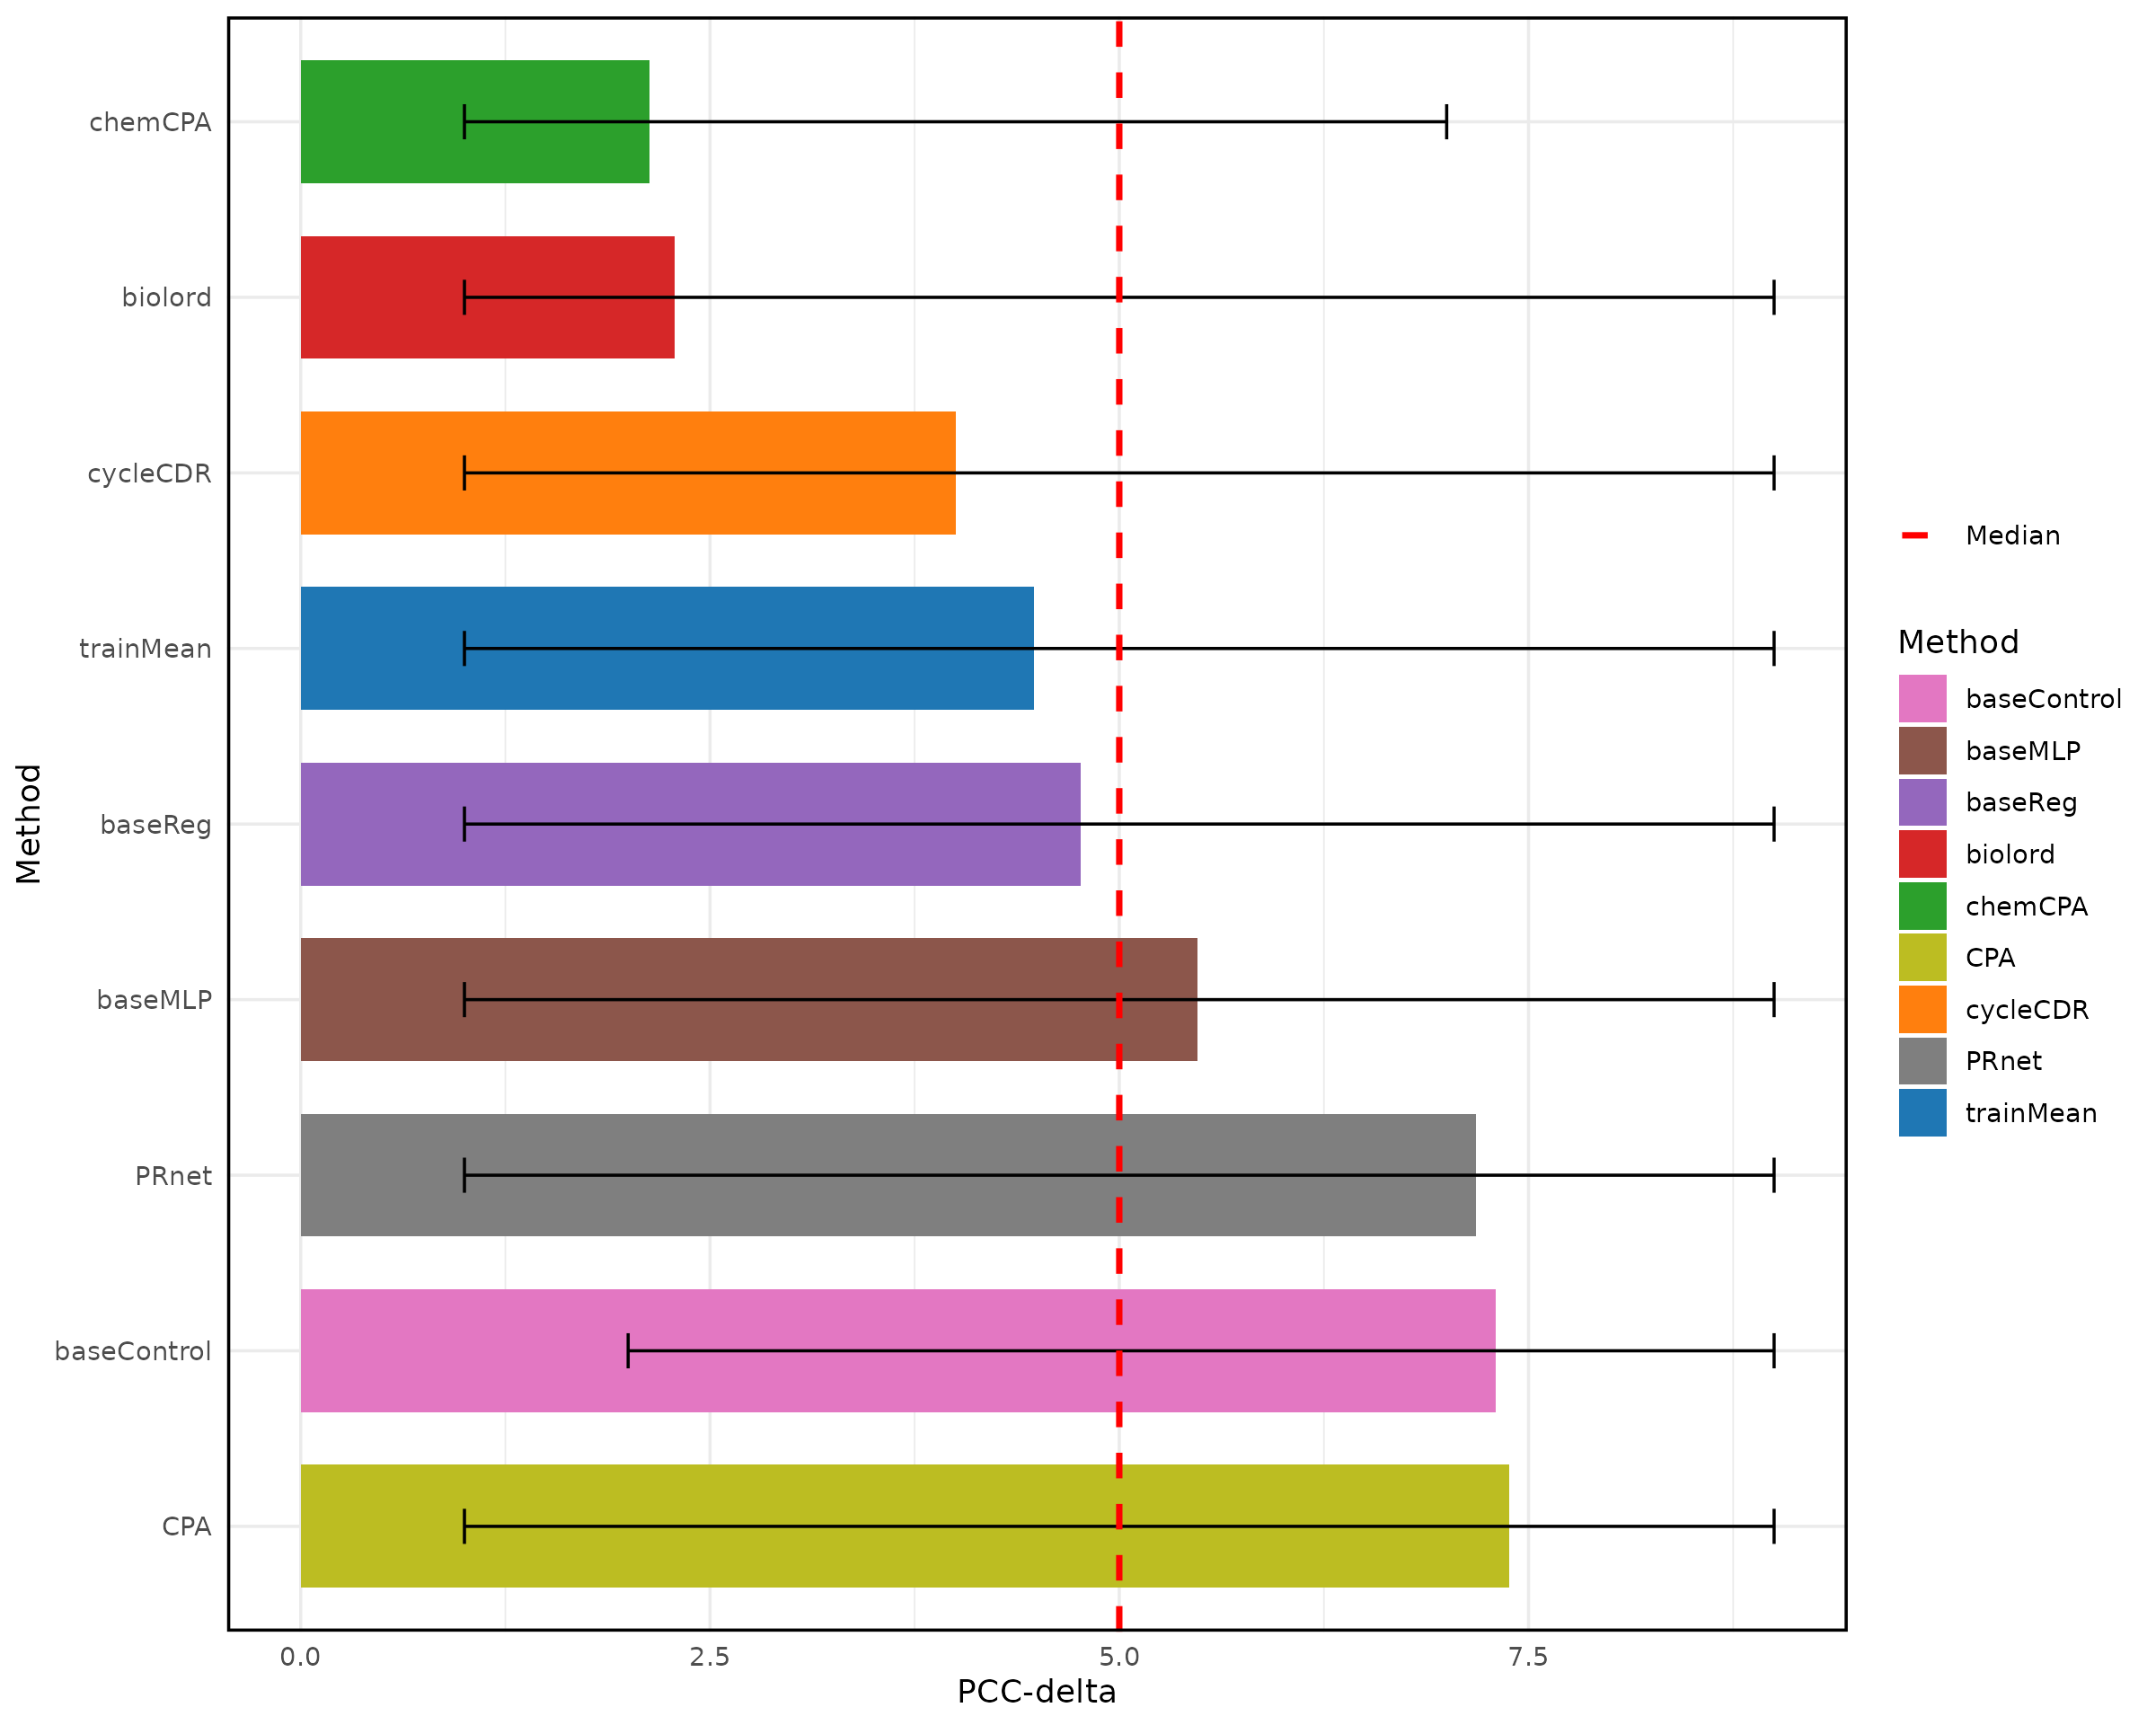 chemCPA
biolord
cycleCDR
trainMean
baseReg
baseMLP
PRnet
baseControl
CPA
Method
0.0
2.5
5.0
7.5
PCC-delta
Median
Method
baseControl
baseMLP
baseReg
biolord
chemCPA
CPA
cycleCDR
PRnet
trainMean